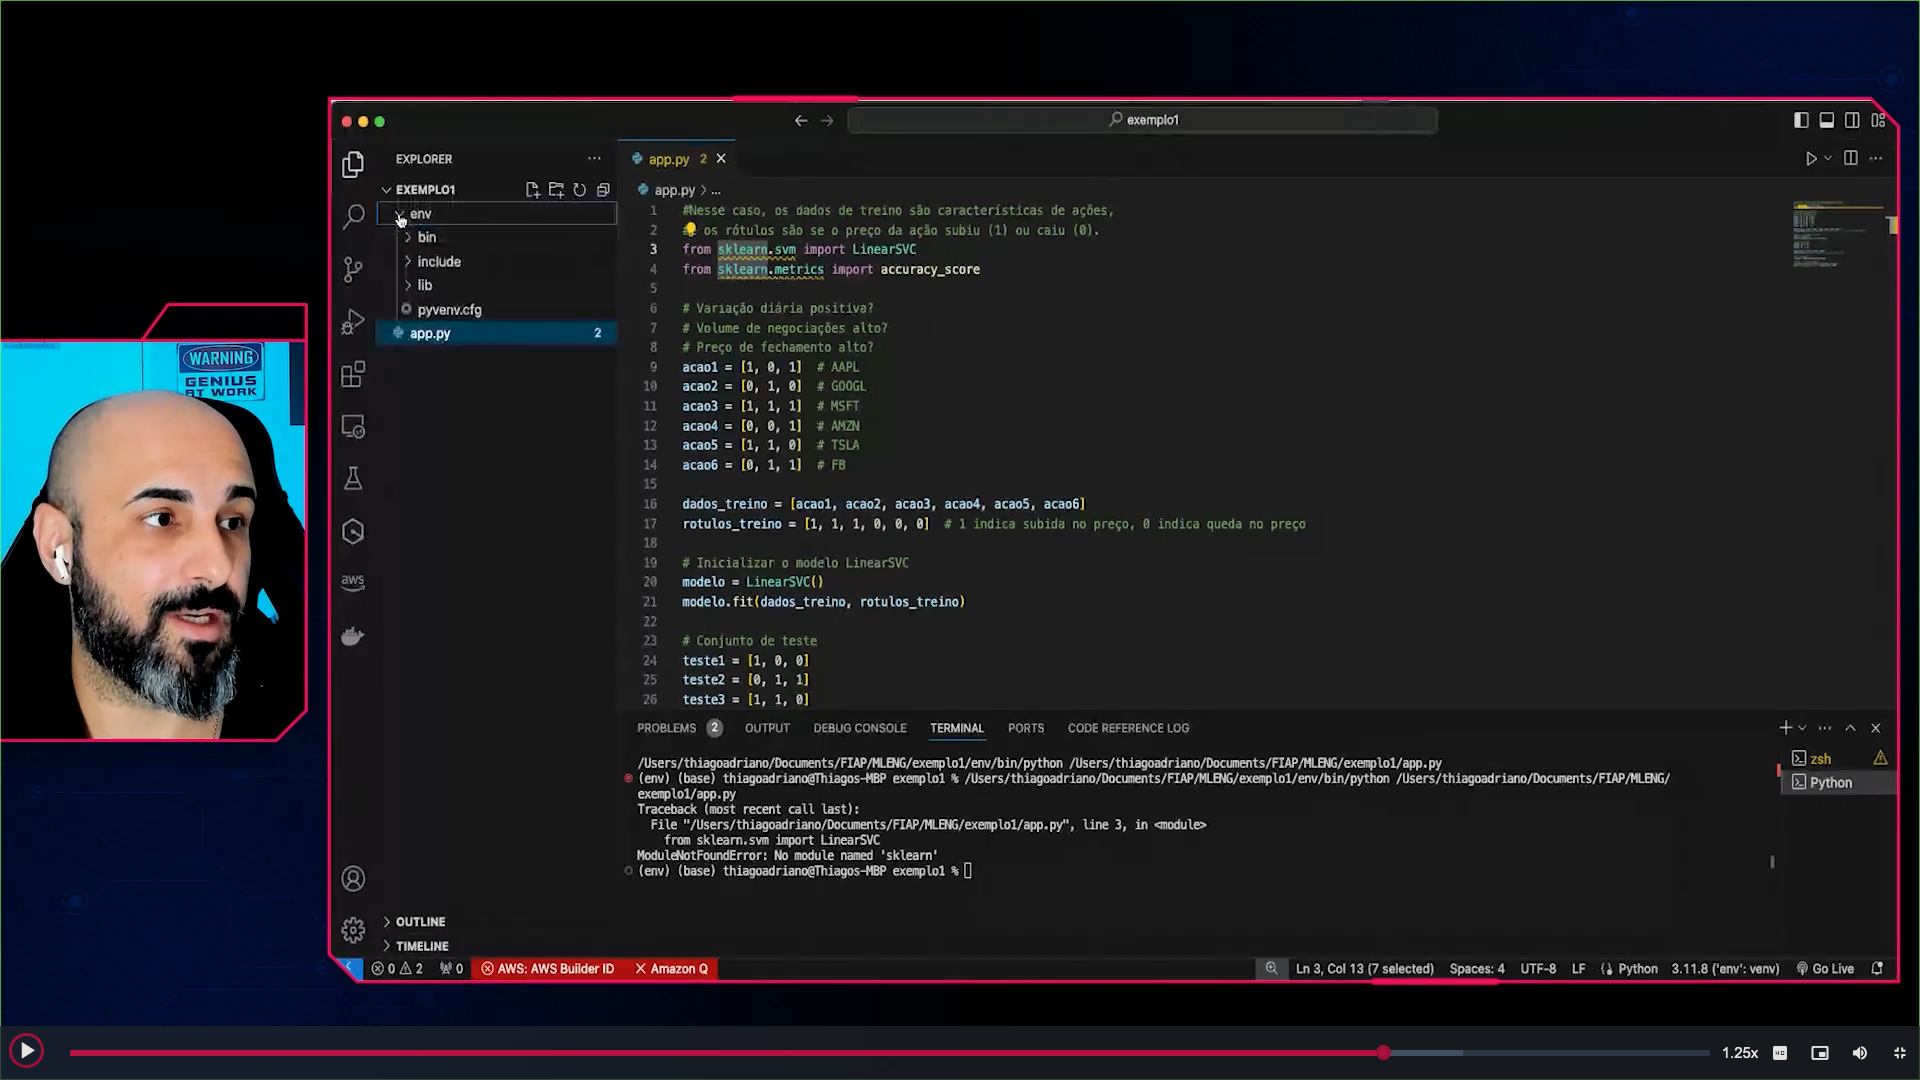 exemplo1
EXPLORER
EXEMPLO1
env
bin
include
lib
pyvenv.cfg
app.py 2
OUTLINE
TIMELINE
app.py 2
app.py > ...
1 #Nesse caso, os dados de treino são características de ações,
2 os rótulos são se o preço da ação subiu (1) ou caiu (0).
3 from sklearn.svm import LinearSVC
4 from sklearn.metrics import accuracy_score
5
6 # Variação diária positiva?
7 # Volume de negociações alto?
8 # Preço de fechamento alto?
9 acao1 = [1, 0, 1] # AAPL
10 acao2 = [0, 1, 0] # GOOGL
11 acao3 = [1, 1, 1] # MSFT
12 acao4 = [0, 0, 1] # AMZN
13 acao5 = [1, 1, 0] # TSLA
14 acao6 = [0, 1, 1] # FB
15
16 dados_treino = [acao1, acao2, acao3, acao4, acao5, acao6]
17 rotulos_treino = [1, 1, 1, 0, 0, 0] # 1 indica subida no preço, 0 indica queda no preço
18
19 # Inicializar o modelo LinearSVC
20 modelo = LinearSVC()
21 modelo.fit(dados_treino, rotulos_treino)
22
23 # Conjunto de teste
24 teste1 = [1, 0, 0]
25 teste2 = [0, 1, 1]
26 teste3 = [1, 1, 0]
PROBLEMS 2 OUTPUT DEBUG CONSOLE TERMINAL PORTS CODE REFERENCE LOG
/Users/thiagoadriano/Documents/FIAP/MLENG/exemplo1/env/bin/python /Users/thiagoadriano/Documents/FIAP/MLENG/exemplo1/app.py
(env) (base) thiagoadriano@Thiagos-MBP exemplo1 % /Users/thiagoadriano/Documents/FIAP/MLENG/exemplo1/env/bin/python /Users/thiagoadriano/Documents/FIAP/MLENG/
exemplo1/app.py
Traceback (most recent call last):
File "/Users/thiagoadriano/Documents/FIAP/MLENG/exemplo1/app.py", line 3, in <module>
from sklearn.svm import LinearSVC
ModuleNotFoundError: No module named 'sklearn'
(env) (base) thiagoadriano@Thiagos-MBP exemplo1 %
zsh
Python
aws
0 2 0 AWS: AWS Builder ID Amazon Q Ln 3, Col 13 (7 selected) Spaces: 4 UTF-8 LF Python 3.11.8 ('env': venv) Go Live
WARNING
GENIUS
AT WORK
1.25x